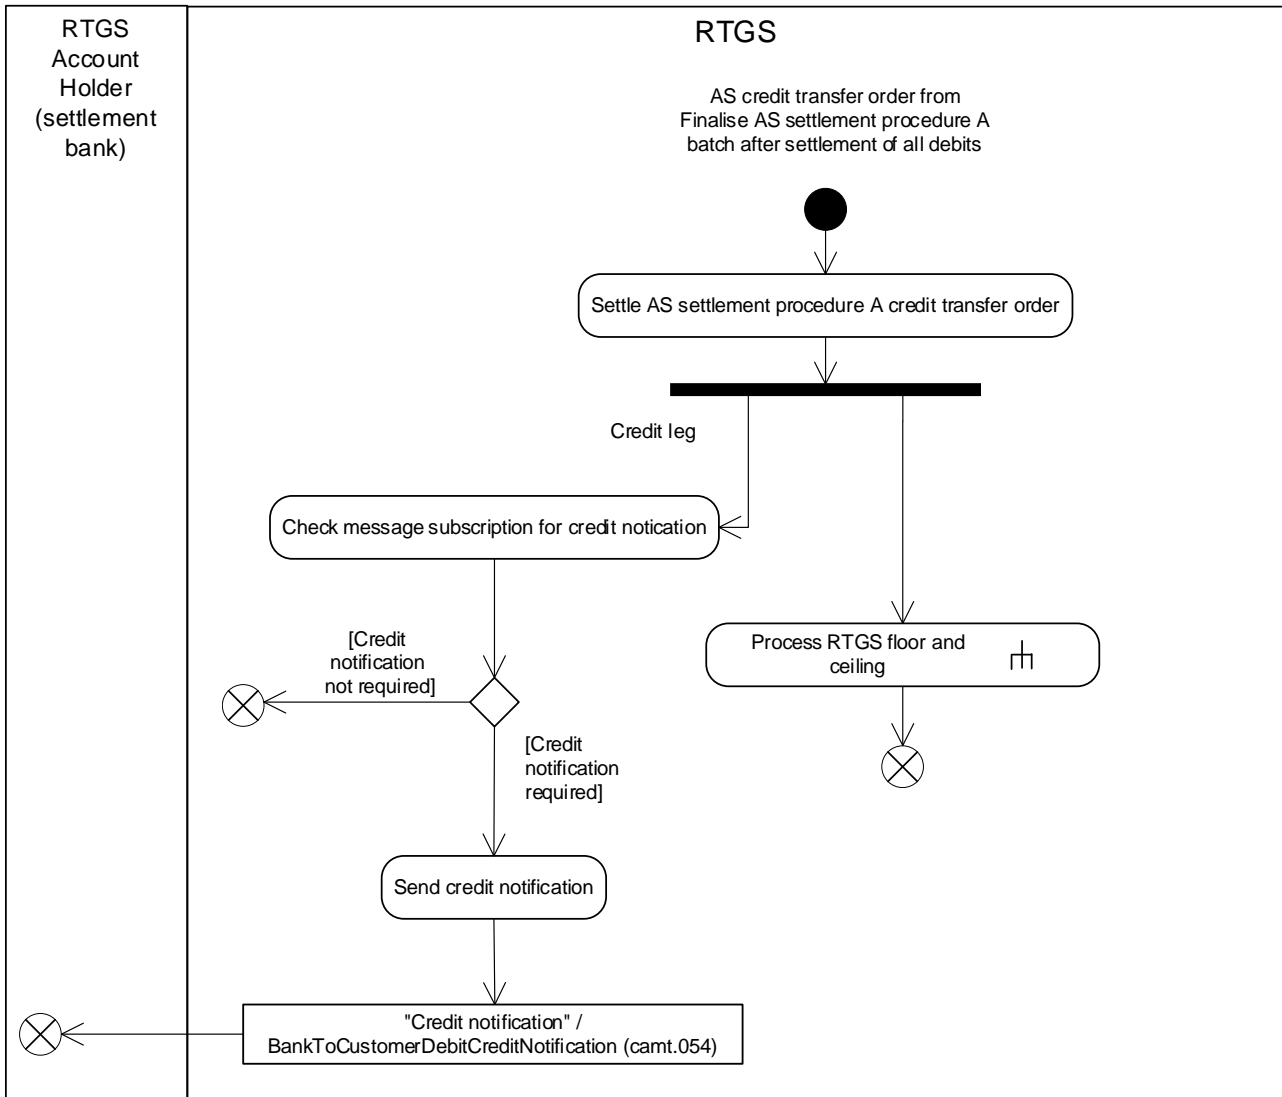 RTGS
Account
Holder
(settlement
bank)
RTGS
AS credit transfer order from
Finalise AS settlement procedure A
batch after settlement of all debits
Settle AS settlement procedure A credit transfer order
Credit leg
Check message subscription for credit notication
[Credit
notification
not required]
Process RTGS floor and
ceiling
[Credit
notification
required]
Send credit notification
"Credit notification" /
BankToCustomerDebitCreditNotification (camt.054)